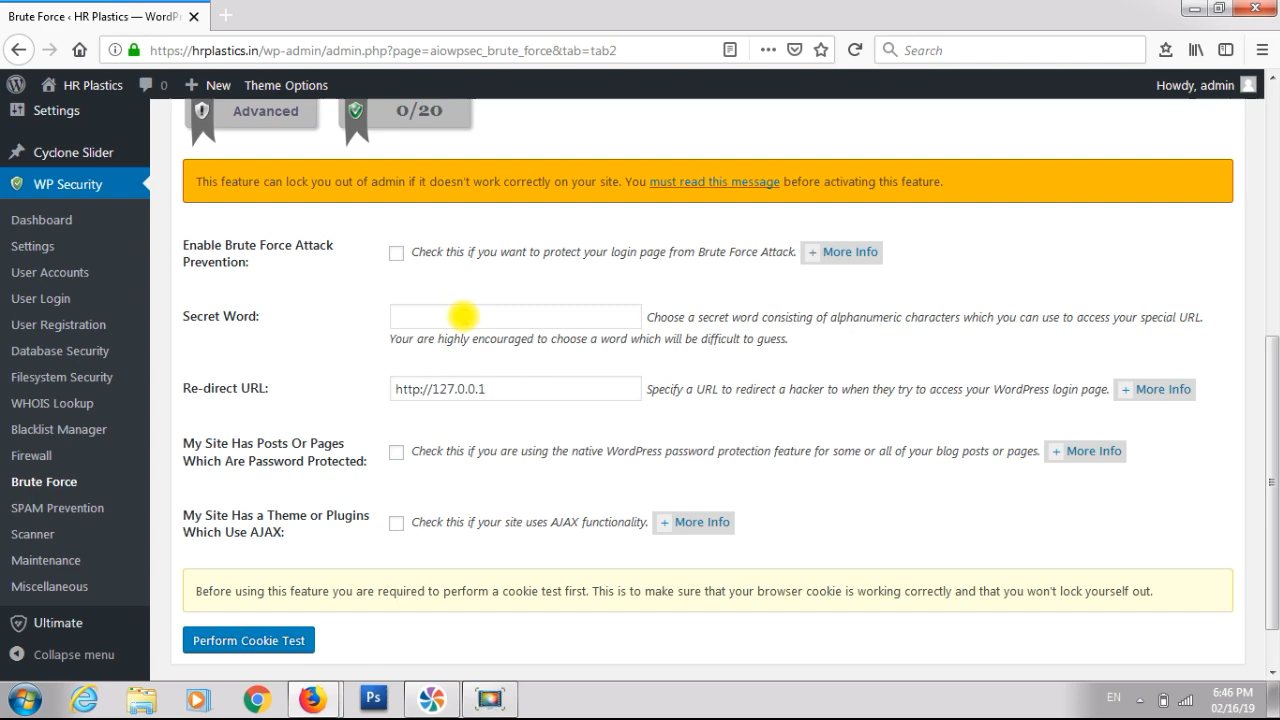 Brute Force ‹ HR Plastics — WordPr
https://hrplastics.in/wp-admin/admin.php?page=aiowpsec_brute_force&tab=tab2
Search
HR Plastics
0
New
Theme Options
Howdy, admin
Settings
Cyclone Slider
WP Security
Dashboard
Settings
User Accounts
User Login
User Registration
Database Security
Filesystem Security
WHOIS Lookup
Blacklist Manager
Firewall
Brute Force
SPAM Prevention
Scanner
Maintenance
Miscellaneous
Ultimate
Collapse menu
Advanced
0/20
This feature can lock you out of admin if it doesn't work correctly on your site. You must read this message before activating this feature.
Enable Brute Force Attack
Prevention:
Check this if you want to protect your login page from Brute Force Attack. + More Info
Secret Word:
Choose a secret word consisting of alphanumeric characters which you can use to access your special URL.
Your are highly encouraged to choose a word which will be difficult to guess.
Re-direct URL:
http://127.0.0.1
Specify a URL to redirect a hacker to when they try to access your WordPress login page. + More Info
My Site Has Posts Or Pages
Which Are Password Protected:
Check this if you are using the native WordPress password protection feature for some or all of your blog posts or pages. + More Info
My Site Has a Theme or Plugins
Which Use AJAX:
Check this if your site uses AJAX functionality. + More Info
Before using this feature you are required to perform a cookie test first. This is to make sure that your browser cookie is working correctly and that you won't lock yourself out.
Perform Cookie Test
Ps
EN
6:46 PM
02/16/19